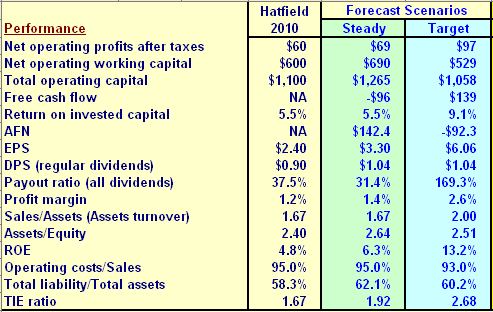 Hatfield Forecast Scenarios
Performance 2010 Steady Target
Net operating profits after taxes $60 $69 $97
Net operating working capital $600 $690 $529
Total operating capital $1,100 $1,265 $1,058
Free cash flow NA -$96 $139
Return on invested capital 5.5% 5.5% 9.1%
AFN NA $142.4 -$92.3
EPS $2.40 $3.30 $6.06
DPS (regular dividends) $0.90 $1.04 $1.04
Payout ratio (all dividends) 37.5% 31.4% 169.3%
Profit margin 1.2% 1.4% 2.6%
Sales/Assets (Assets turnover) 1.67 1.67 2.00
Assets/Equity 2.40 2.64 2.51
ROE 4.8% 6.3% 13.2%
Operating costs/Sales 95.0% 95.0% 93.0%
Total liability/Total assets 58.3% 62.1% 60.2%
TIE ratio 1.67 1.92 2.68